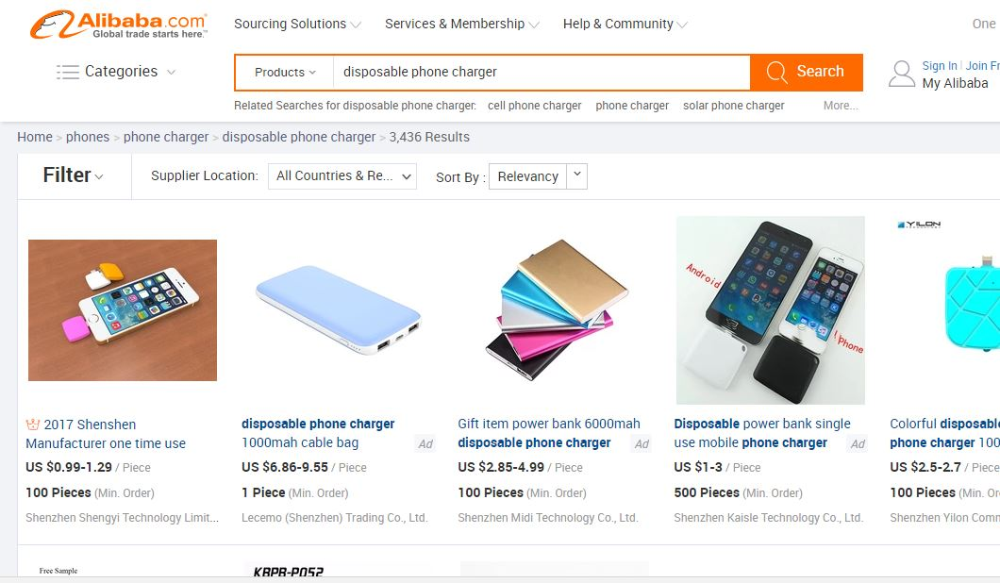 Alibaba.com
Global trade starts here.™
Sourcing Solutions
Services & Membership
Help & Community
One
Categories
Products
disposable phone charger
Search
Sign In | Join Fr
My Alibaba
Related Searches for disposable phone charger: cell phone charger phone charger solar phone charger More...
Home > phones > phone charger > disposable phone charger > 3,436 Results
Filter
Supplier Location: All Countries & Re...
Sort By : Relevancy
Android
iPhone
YILON
TECHNOLOGY
2017 Shenshen
Manufacturer one time use
US $0.99-1.29 / Piece
100 Pieces (Min. Order)
Shenzhen Shengyi Technology Limit...
disposable phone charger
1000mah cable bag
Ad
US $6.86-9.55 / Piece
1 Piece (Min. Order)
Lecemo (Shenzhen) Trading Co., Ltd.
Gift item power bank 6000mah
disposable phone charger
Ad
US $2.85-4.99 / Piece
100 Pieces (Min. Order)
Shenzhen Midi Technology Co., Ltd.
Disposable power bank single
use mobile phone charger
Ad
US $1-3 / Piece
500 Pieces (Min. Order)
Shenzhen Kaisle Technology Co., Ltd.
Colorful disposabl
phone charger 100
US $2.5-2.7 / Piec
100 Pieces (Min. Or
Shenzhen Yilon Comm
Free Sample
KBPB-P052